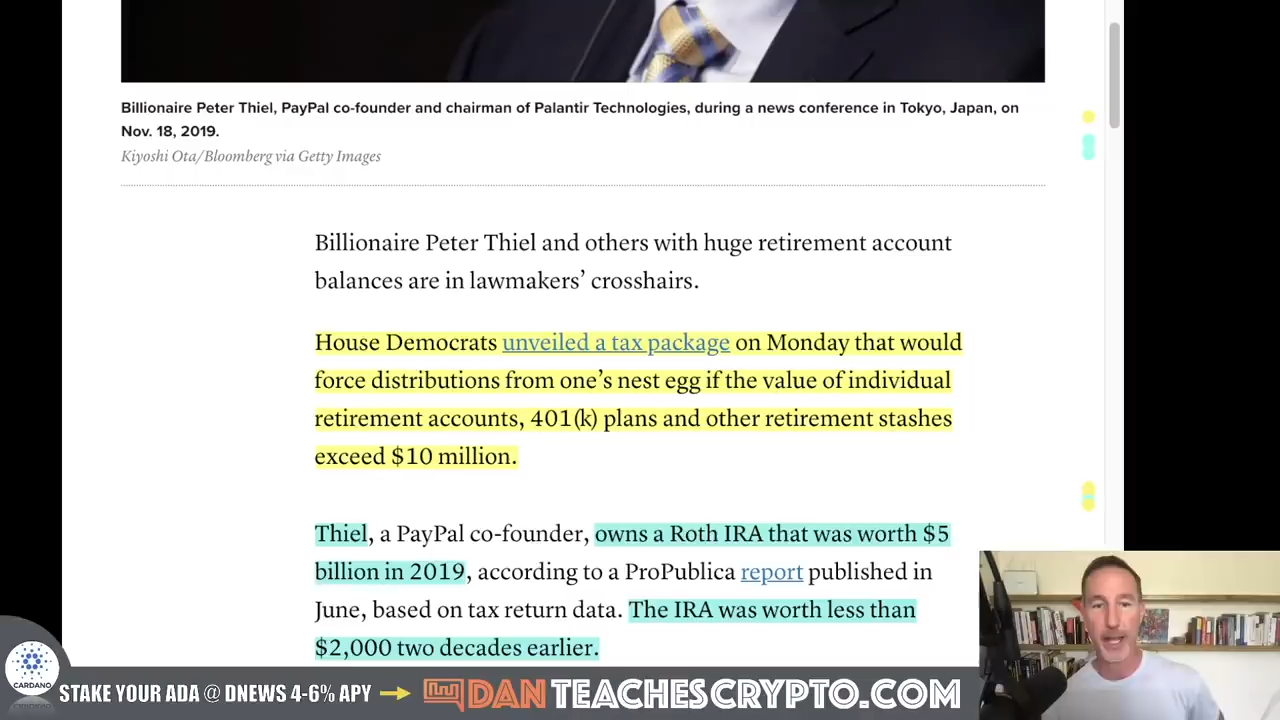 Billionaire Peter Thiel, PayPal co-founder and chairman of Palantir Technologies, during a news conference in Tokyo, Japan, on
Nov. 18, 2019.
Kiyoshi Ota/Bloomberg via Getty Images
Billionaire Peter Thiel and others with huge retirement account
balances are in lawmakers’ crosshairs.
House Democrats unveiled a tax package on Monday that would
force distributions from one’s nest egg if the value of individual
retirement accounts, 401(k) plans and other retirement stashes
exceed $10 million.
Thiel, a PayPal co-founder, owns a Roth IRA that was worth $5
billion in 2019, according to a ProPublica report published in
June, based on tax return data. The IRA was worth less than
$2,000 two decades earlier.
CARDANO
STAKE YOUR ADA @ DNEWS 4-6% APY
DANTEACHESCRYPTO.COM